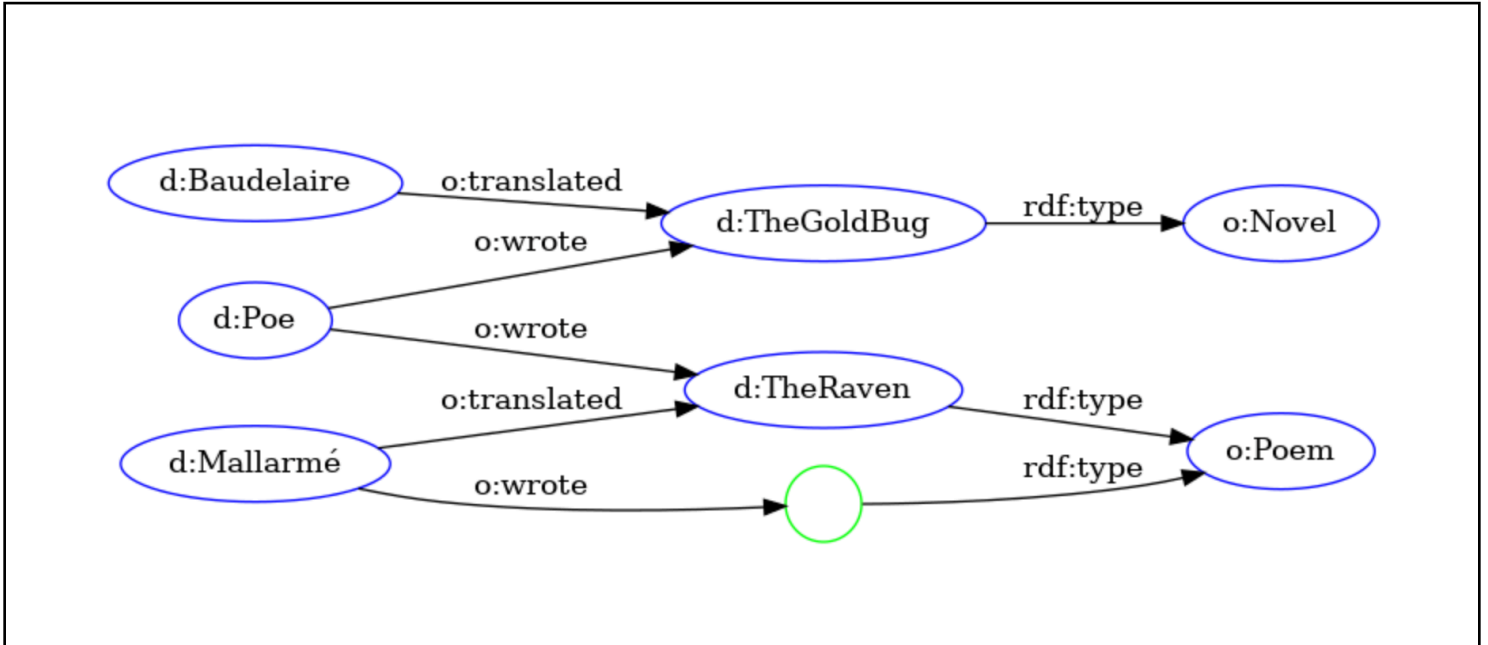 d:Baudelaire
o:translated
d:TheGoldBug
rdf:type
o:Novel
o:wrote
d:Poe
o:wrote
d:TheRaven
rdf:type
o:translated
d:Mallarmé
o:wrote
rdf:type
o:Poem